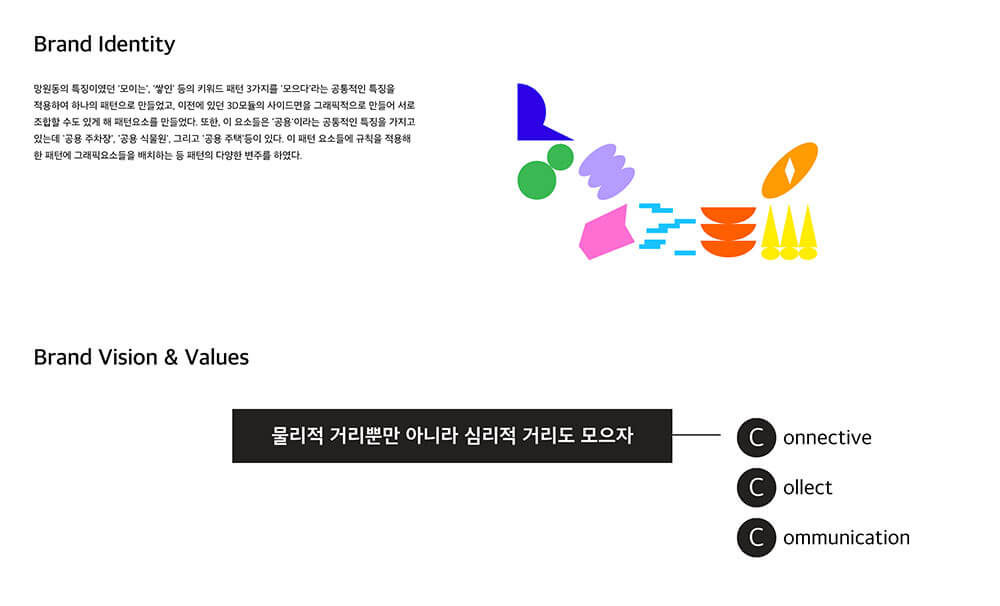 Brand Identity
망원동의 특징이였던 '모이는', '쌓인' 등의 키워드 패턴 3가지를 '모으다'라는 공통적인 특징을
적용하여 하나의 패턴으로 만들었고, 이전에 있던 3D모듈의 사이드면을 그래픽적으로 만들어 서로
조합할 수도 있게 해 패턴요소를 만들었다. 또한, 이 요소들은 '공용'이라는 공통적인 특징을 가지고
있는데 '공용 주차장', '공용 식물원', 그리고 '공용 주택'등이 있다. 이 패턴 요소들에 규칙을 적용해
한 패턴에 그래픽요소들을 배치하는 등 패턴의 다양한 변주를 하였다.
Brand Vision & Values
물리적 거리뿐만 아니라 심리적 거리도 모으자
Connective
Collect
Communication